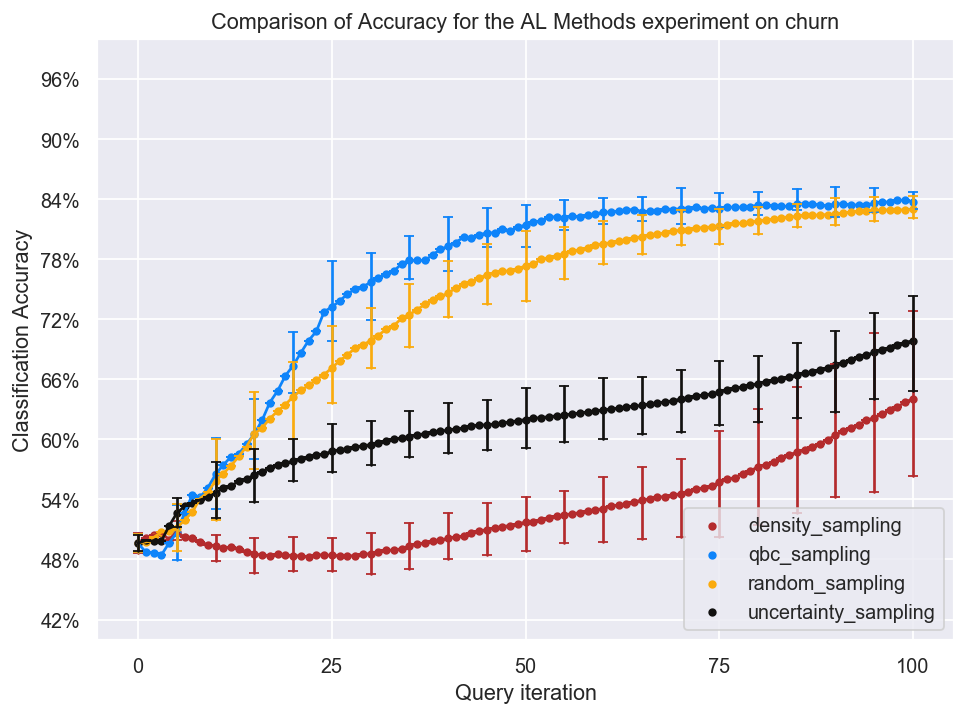 Comparison of Accuracy for the AL Methods experiment on churn
96%
90%
84%
78%
72%
66%
60%
54%
48%
42%
Classification Accuracy
density_sampling
qbc_sampling
random_sampling
uncertainty_sampling
0 25 50 75 100
Query iteration